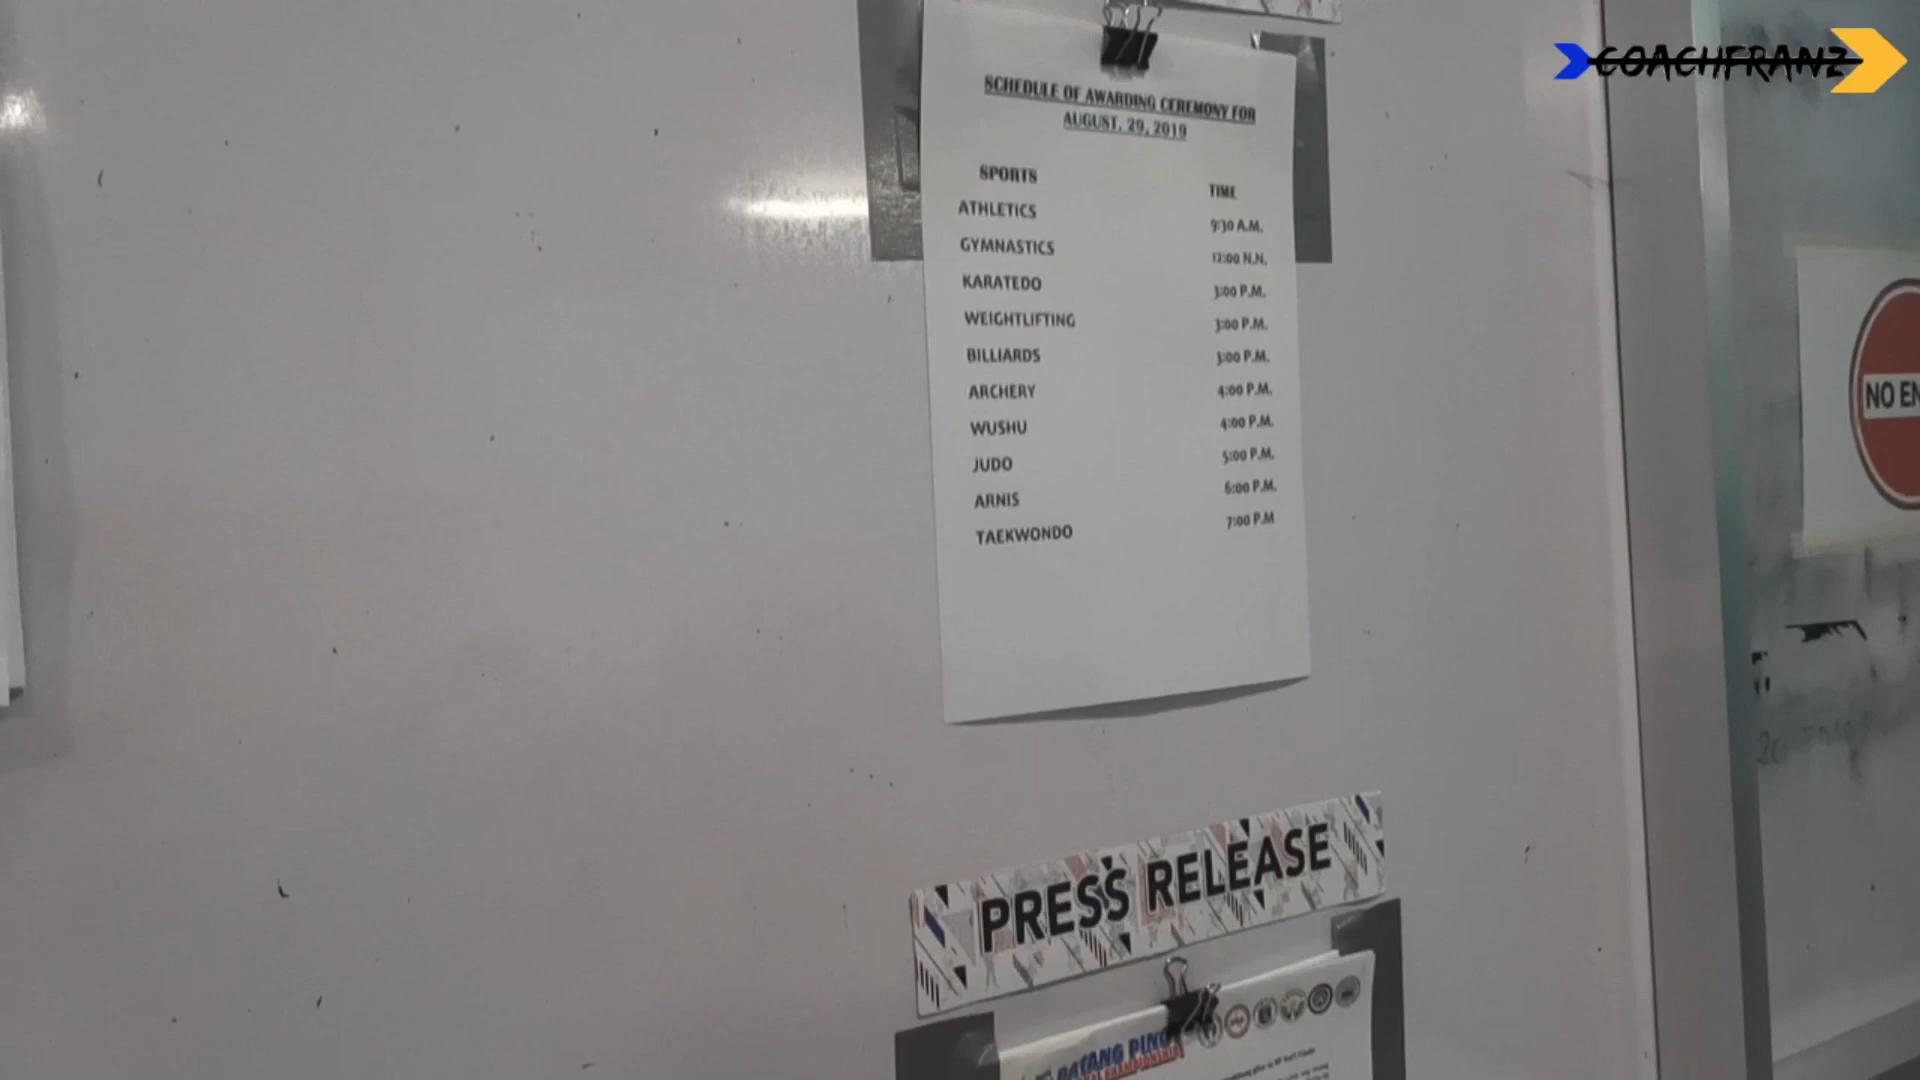 COACHFRANZ
SCHEDULE OF AWARDING CEREMONY FOR
AUGUST, 29, 2019
SPORTS TIME
ATHLETICS 9:30 A.M.
GYMNASTICS 12:00 N.N.
KARATEDO 3:00 P.M.
WEIGHTLIFTING 3:00 P.M.
BILLIARDS 3:00 P.M.
ARCHERY 4:00 P.M.
WUSHU 4:00 P.M.
JUDO 5:00 P.M.
ARNIS 6:00 P.M.
TAEKWONDO 7:00 P.M
NO EN
PRESS RELEASE
BATANG PINO